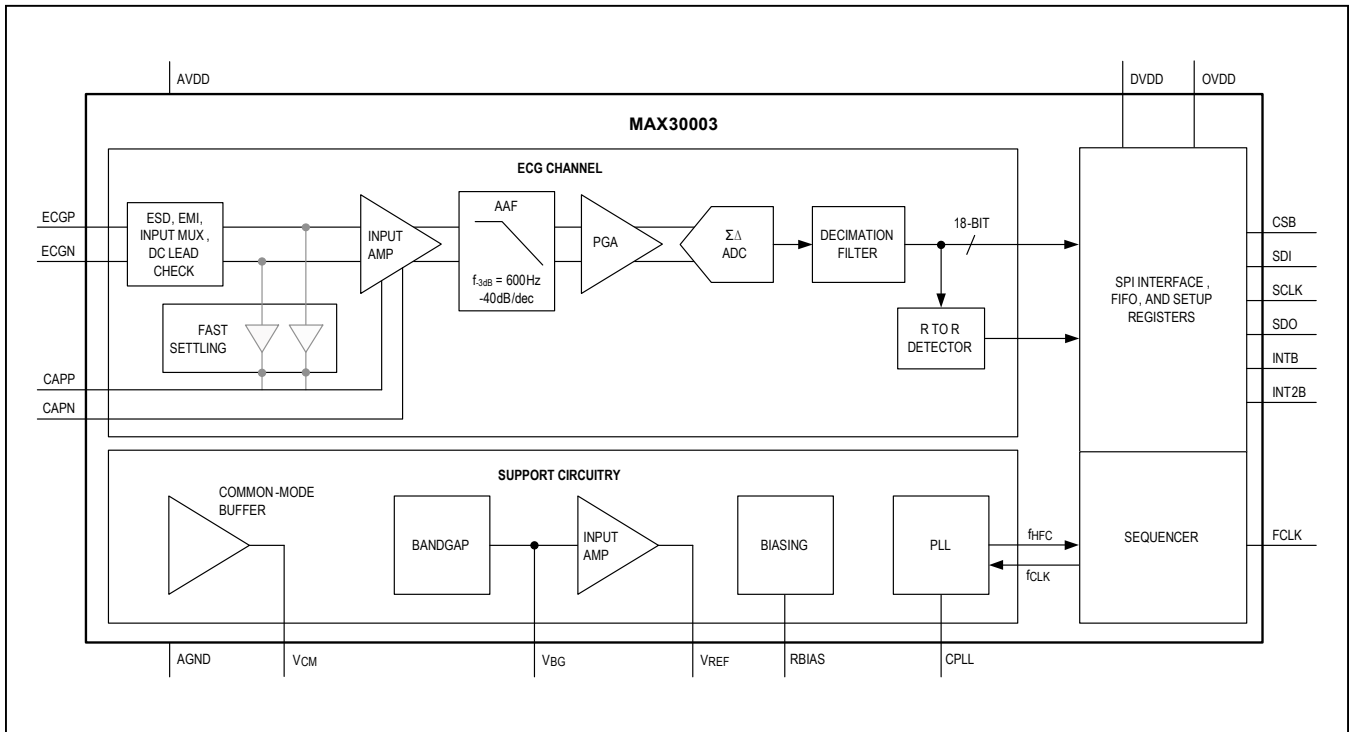 AVDD
DVDD
OVDD
MAX30003
ECG CHANNEL
ECGP
ECGN
ESD, EMI,
INPUT MUX ,
DC LEAD
CHECK
INPUT
AMP
AAF
f-3dB = 600Hz
-40dB/dec
PGA
ΣΔ
ADC
DECIMATION
FILTER
18-BIT
R TO R
DETECTOR
FAST
SETTLING
CAPP
CAPN
SPI INTERFACE ,
FIFO, AND SETUP
REGISTERS
CSB
SDI
SCLK
SDO
INTB
INT2B
SUPPORT CIRCUITRY
COMMON -MODE
BUFFER
BANDGAP
INPUT
AMP
BIASING
PLL
fHFC
fCLK
SEQUENCER
FCLK
AGND
VCM
VBG
VREF
RBIAS
CPLL